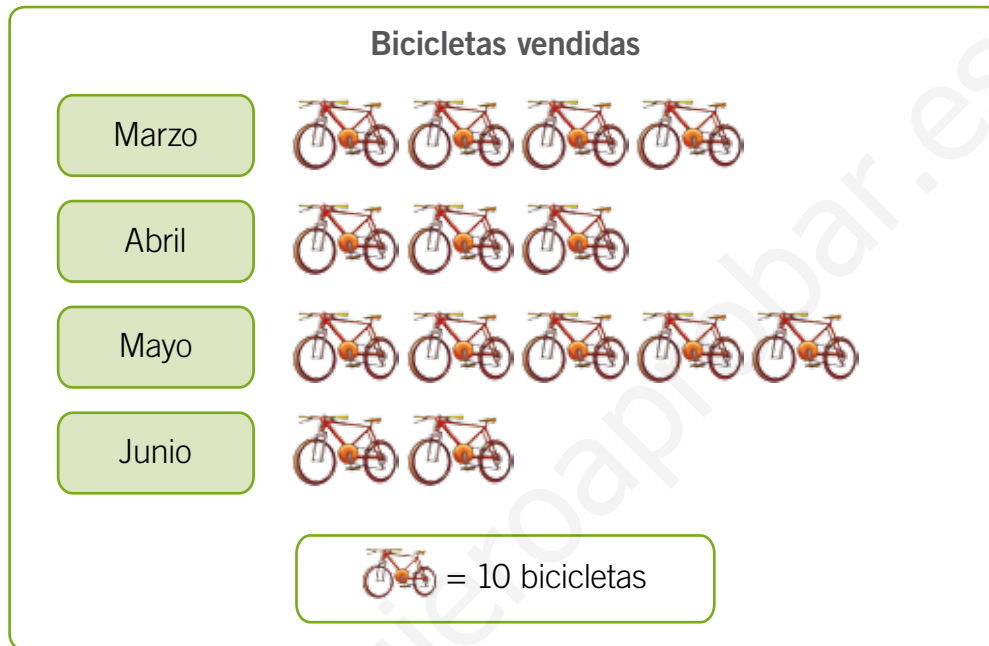 Bicicletas vendidas
Marzo
Abril
Mayo
Junio
= 10 bicicletas